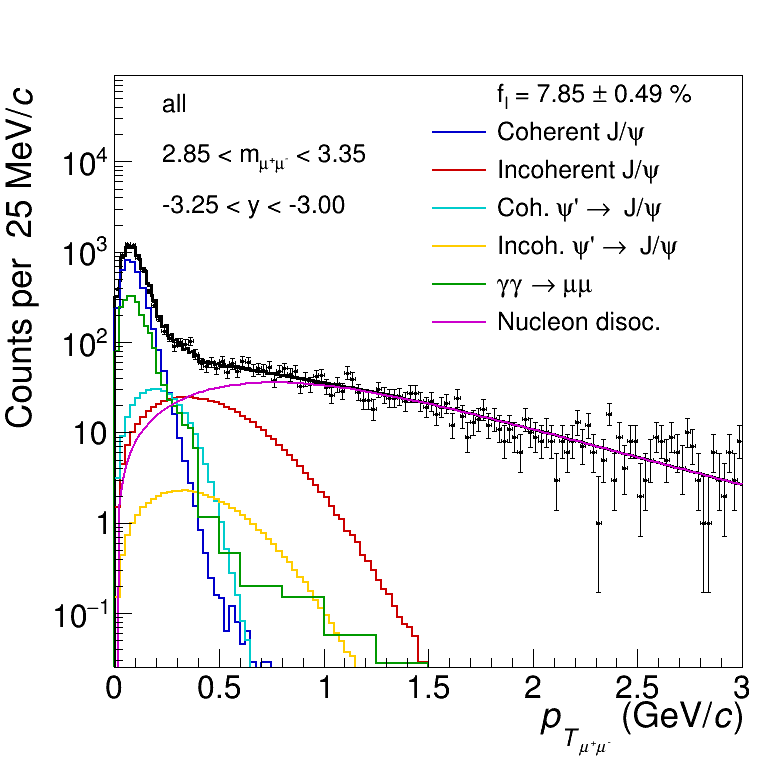 all
2.85 < m_μ⁺μ⁻ < 3.35
-3.25 < y < -3.00
f_I = 7.85 ± 0.49 %
Coherent J/ψ
Incoherent J/ψ
Coh. ψ' → J/ψ
Incoh. ψ' → J/ψ
γγ → μμ
Nucleon disoc.
Counts per 25 MeV/c
10⁴
10³
10²
10
1
10⁻¹
0 0.5 1 1.5 2 2.5 3
p_T μ⁺μ⁻ (GeV/c)